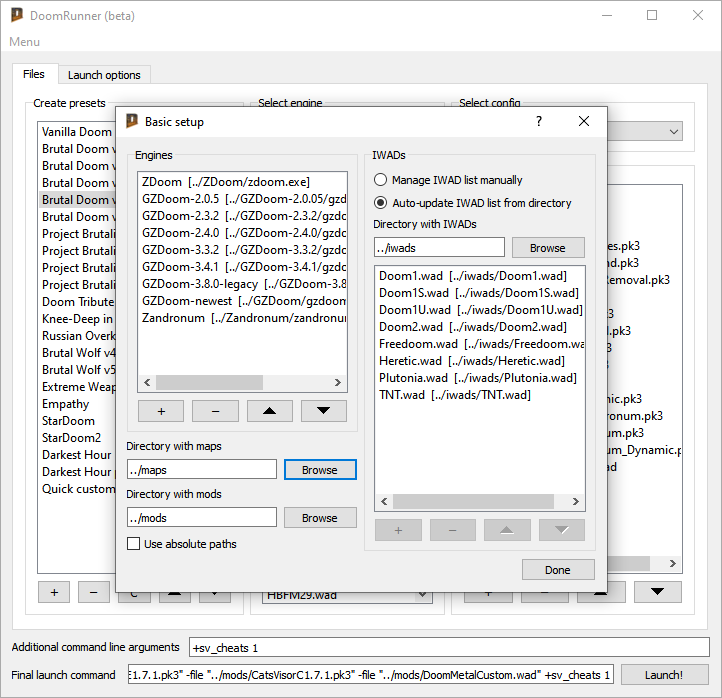 DoomRunner (beta)
Menu
Files
Launch options
Create presets
Select engine
Select config
Vanilla Doom
Brutal Doom v
Brutal Doom v
Brutal Doom v
Brutal Doom v
Brutal Doom v
Project Brutali
Project Brutali
Project Brutali
Project Brutali
Doom Tribute
Knee-Deep in
Russian Overk
Brutal Wolf v4
Brutal Wolf v5
Extreme Weap
Empathy
StarDoom
StarDoom2
Darkest Hour
Darkest Hour
Quick custom
+
−
C
Basic setup
?
Engines
ZDoom [../ZDoom/zdoom.exe]
GZDoom-2.0.5 [../GZDoom-2.0.05/gzd
GZDoom-2.3.2 [../GZDoom-2.3.2/gzdc
GZDoom-2.4.0 [../GZDoom-2.4.0/gzdc
GZDoom-3.3.2 [../GZDoom-3.3.2/gzdc
GZDoom-3.4.1 [../GZDoom-3.4.1/gzdc
GZDoom-3.8.0-legacy [../GZDoom-3.8
GZDoom-newest [../GZDoom/gzdoom
Zandronum [../Zandronum/zandronu
+
−
Directory with maps
../maps
Browse
Directory with mods
../mods
Browse
Use absolute paths
IWADs
Manage IWAD list manually
Auto-update IWAD list from directory
Directory with IWADs
../iwads
Browse
Doom1.wad [../iwads/Doom1.wad]
Doom1S.wad [../iwads/Doom1S.wad]
Doom1U.wad [../iwads/Doom1U.wad]
Doom2.wad [../iwads/Doom2.wad]
Freedoom.wad [../iwads/Freedoom.wa
Heretic.wad [../iwads/Heretic.wad]
Plutonia.wad [../iwads/Plutonia.wad]
TNT.wad [../iwads/TNT.wad]
+
−
Done
es.pk3
nd.pk3
Removal.pk3
k3
k3
nic.pk3
ronum.pk3
um.pk3
um_Dynamic.p
ad
HBFM29.wad
Additional command line arguments
+sv_cheats 1
Final launch command
E1.7.1.pk3" -file "../mods/CatsVisorC1.7.1.pk3" -file "../mods/DoomMetalCustom.wad" +sv_cheats 1
Launch!